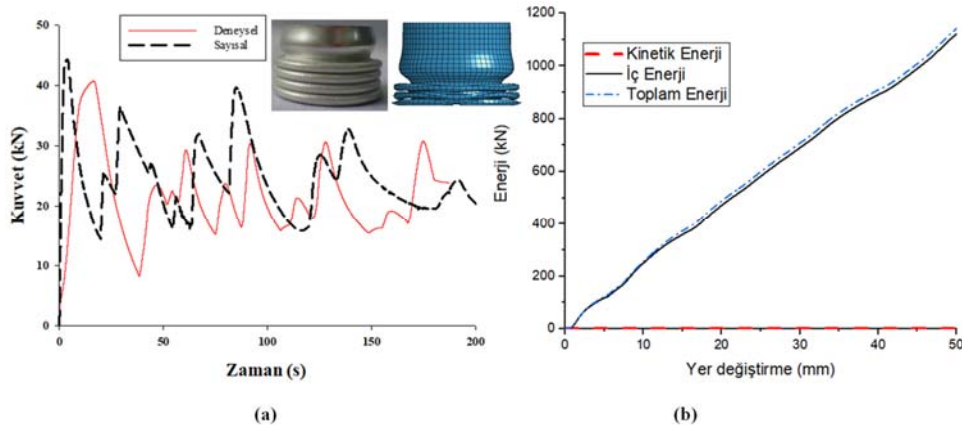 Deneysel
Sayısal
50
40
30
20
10
0
Kuvvet (kN)
0
50
100
150
200
Zaman (s)
(a)
1200
1000
800
600
400
200
0
Enerji (kN)
Kinetik Enerji
İç Enerji
Toplam Enerji
0
10
20
30
40
50
Yer değiştirme (mm)
(b)